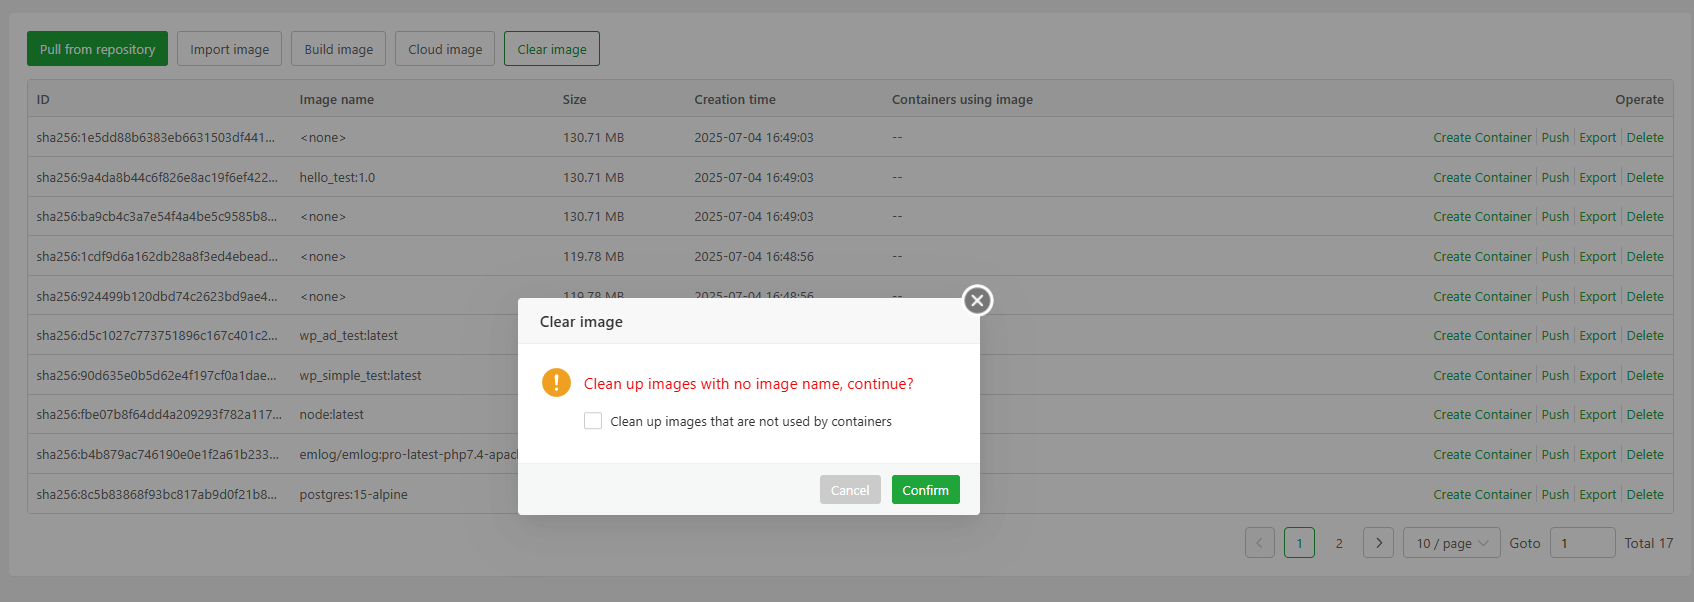 Pull from repository Import image Build image Cloud image Clear image
ID Image name Size Creation time Containers using image Operate
sha256:1e5dd88b6383eb6631503df441... <none> 130.71 MB 2025-07-04 16:49:03 -- Create Container Push Export Delete
sha256:9a4da8b44c6f826e8ac19f6ef422... hello_test:1.0 130.71 MB 2025-07-04 16:49:03 -- Create Container Push Export Delete
sha256:ba9cb4c3a7e54f4a4be5c9585b8... <none> 130.71 MB 2025-07-04 16:49:03 -- Create Container Push Export Delete
sha256:1cdf9d6a162db28a8f3ed4ebead... <none> 119.78 MB 2025-07-04 16:48:56 -- Create Container Push Export Delete
sha256:924499b120dbd74c2623bd9ae4... <none> 119.78 MB 2025-07-04 16:48:56 -- Create Container Push Export Delete
Clear image
sha256:d5c1027c773751896c167c401c2... wp_ad_test:latest Create Container Push Export Delete
sha256:90d635e0b5d62e4f197cf0a1dae... wp_simple_test:latest Create Container Push Export Delete
Clean up images with no image name, continue?
sha256:fbe07b8f64dd4a209293f782a117... node:latest Create Container Push Export Delete
Clean up images that are not used by containers
sha256:b4b879ac746190e0e1f2a61b233... emlog/emlog:pro-latest-php7.4-apac Create Container Push Export Delete
sha256:8c5b83868f93bc817ab9d0f21b8... postgres:15-alpine Create Container Push Export Delete
Cancel Confirm
1 2 10 / page Goto 1 Total 17